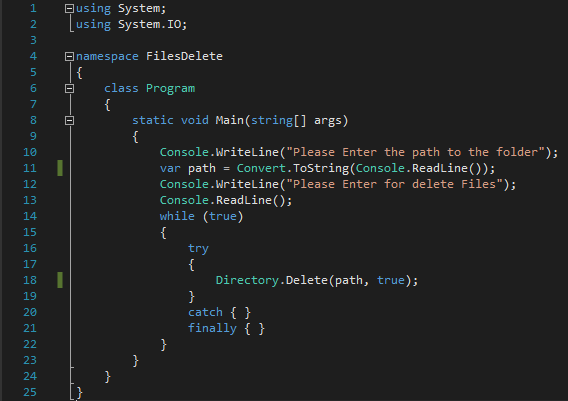 1 using System;
2 using System.IO;
3
4 namespace FilesDelete
5 {
6     class Program
7     {
8         static void Main(string[] args)
9         {
10             Console.WriteLine("Please Enter the path to the folder");
11             var path = Convert.ToString(Console.ReadLine());
12             Console.WriteLine("Please Enter for delete Files");
13             Console.ReadLine();
14             while (true)
15             {
16                 try
17                 {
18                     Directory.Delete(path, true);
19                 }
20                 catch { }
21                 finally { }
22             }
23         }
24     }
25 }